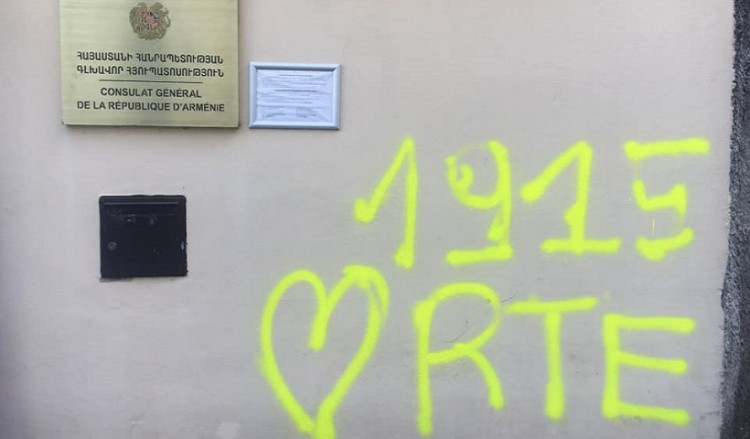 ՀԱՅԱՍՏԱՆԻ ՀԱՆՐԱՊԵՏՈՒԹՅԱՆ
ԳԼԽԱՎՈՐ ՀՅՈՒՊԱՏՈՍՈՒԹՅՈՒՆ
CONSULAT GÉNÉRAL
DE LA RÉPUBLIQUE D'ARMÉNIE
1915
RTE